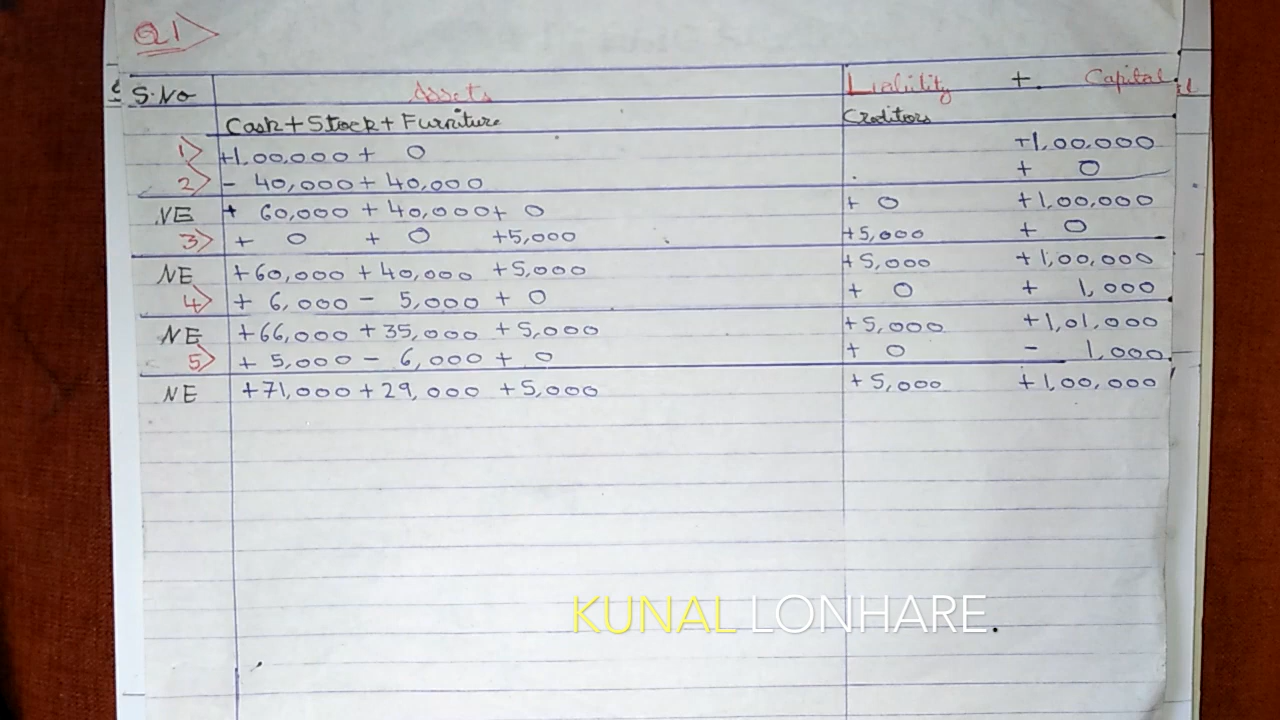 Q1>
S.No Assets Liability + Capital
Cash+Stock+Furniture Creditors
1> +1,00,000 + 0 +1,00,000
2> - 40,000 + 40,000 + 0
NE + 60,000 + 40,000 + 0 + 0 +1,00,000
3> + 0 + 0 +5,000 +5,000 + 0
NE +60,000 +40,000 +5,000 +5,000 +1,00,000
4> + 6,000 - 5,000 + 0 + 0 + 1,000
NE +66,000 +35,000 +5,000 +5,000 +1,01,000
5> + 5,000 - 6,000 + 0 + 0 - 1,000
NE +71,000 +29,000 +5,000 +5,000 +1,00,000
KUNAL LONHARE.